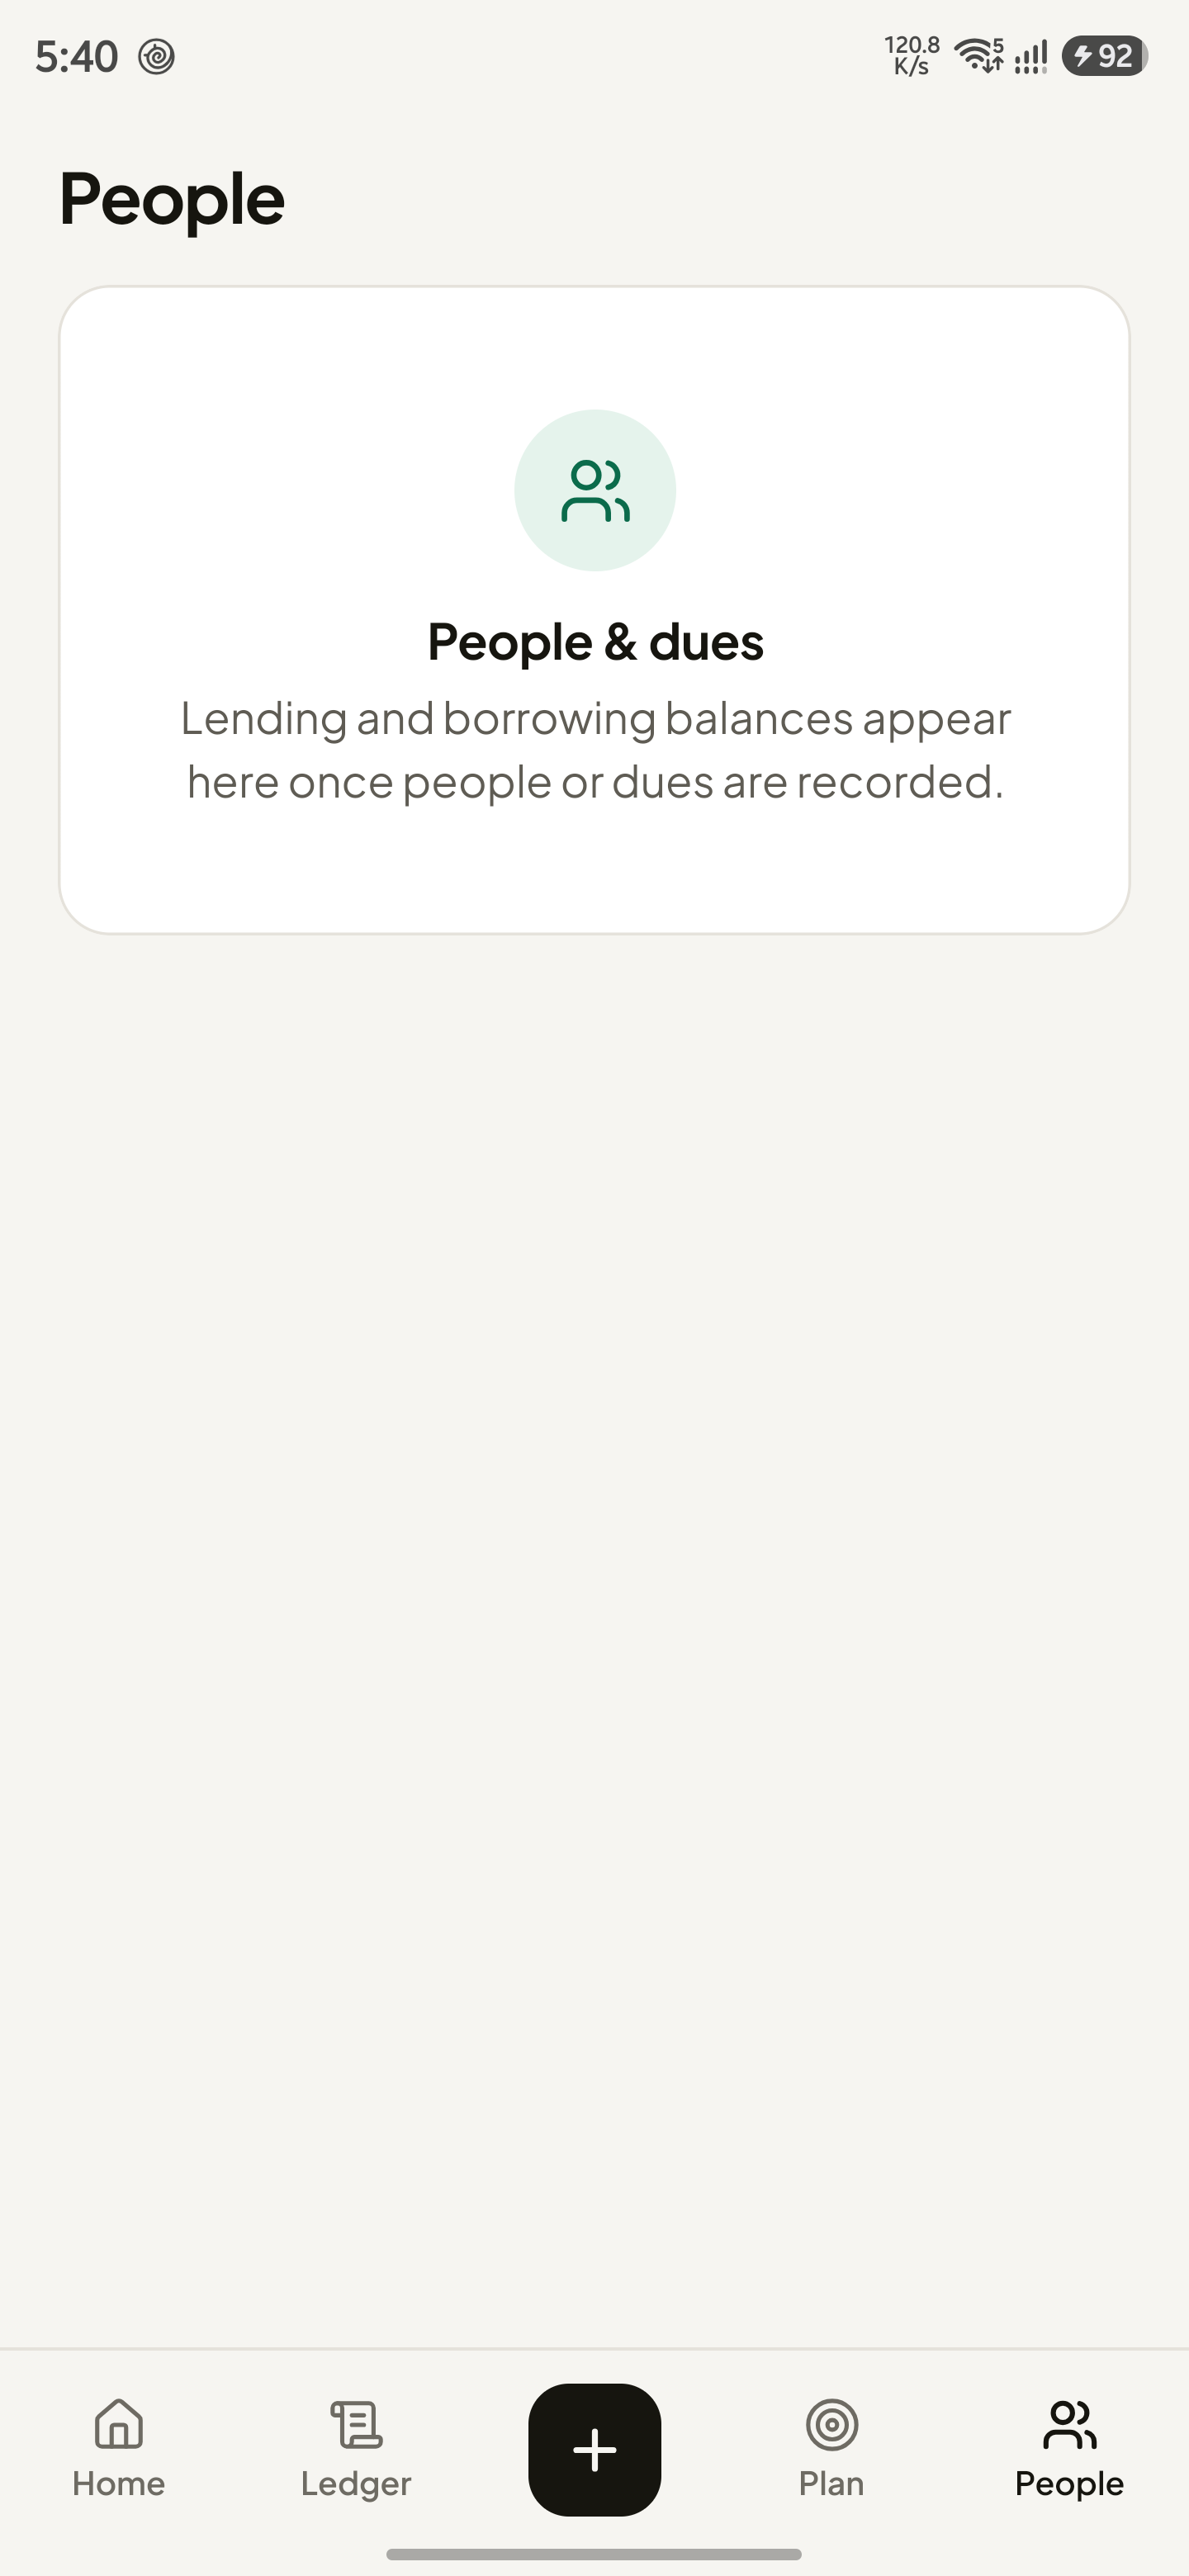 5:40
120.8
K/s
5
92
People
People & dues
Lending and borrowing balances appear
here once people or dues are recorded.
Home
Ledger
Plan
People